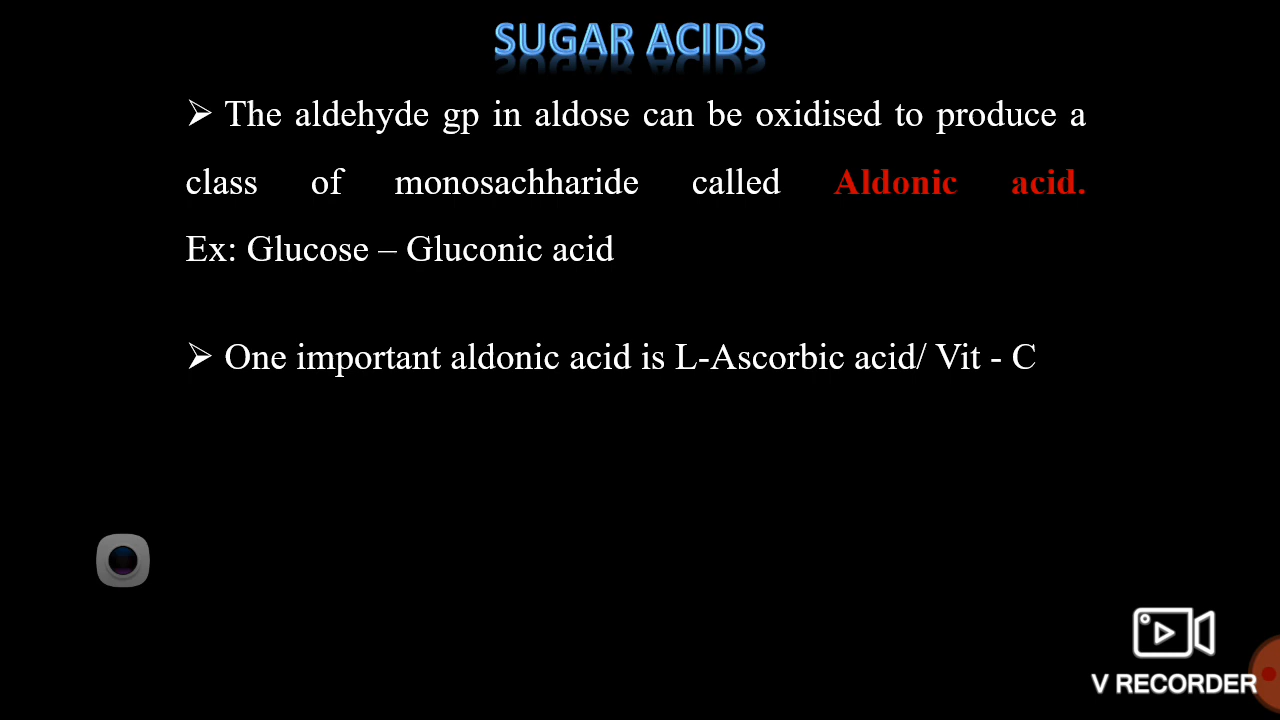 SUGAR ACIDS
➢ The aldehyde gp in aldose can be oxidised to produce a
class of monosachharide called Aldonic acid.
Ex: Glucose – Gluconic acid
➢ One important aldonic acid is L-Ascorbic acid/ Vit - C
V RECORDER